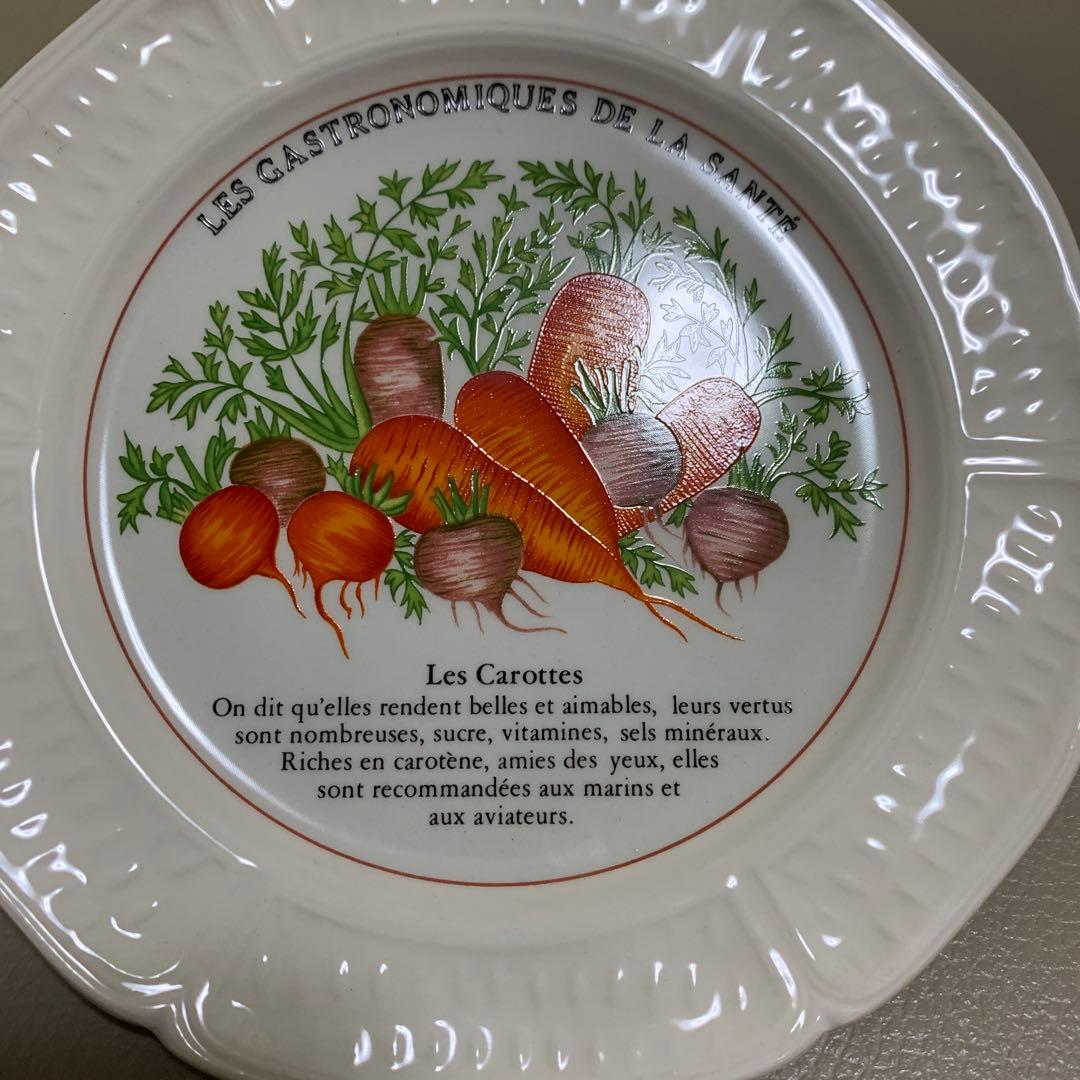 LES GASTRONOMIQUES DE LA SANTÉ
Les Carottes
On dit qu'elles rendent belles et aimables, leurs vertus
sont nombreuses, sucre, vitamines, sels minéraux.
Riches en carotène, amies des yeux, elles
sont recommandées aux marins et
aux aviateurs.